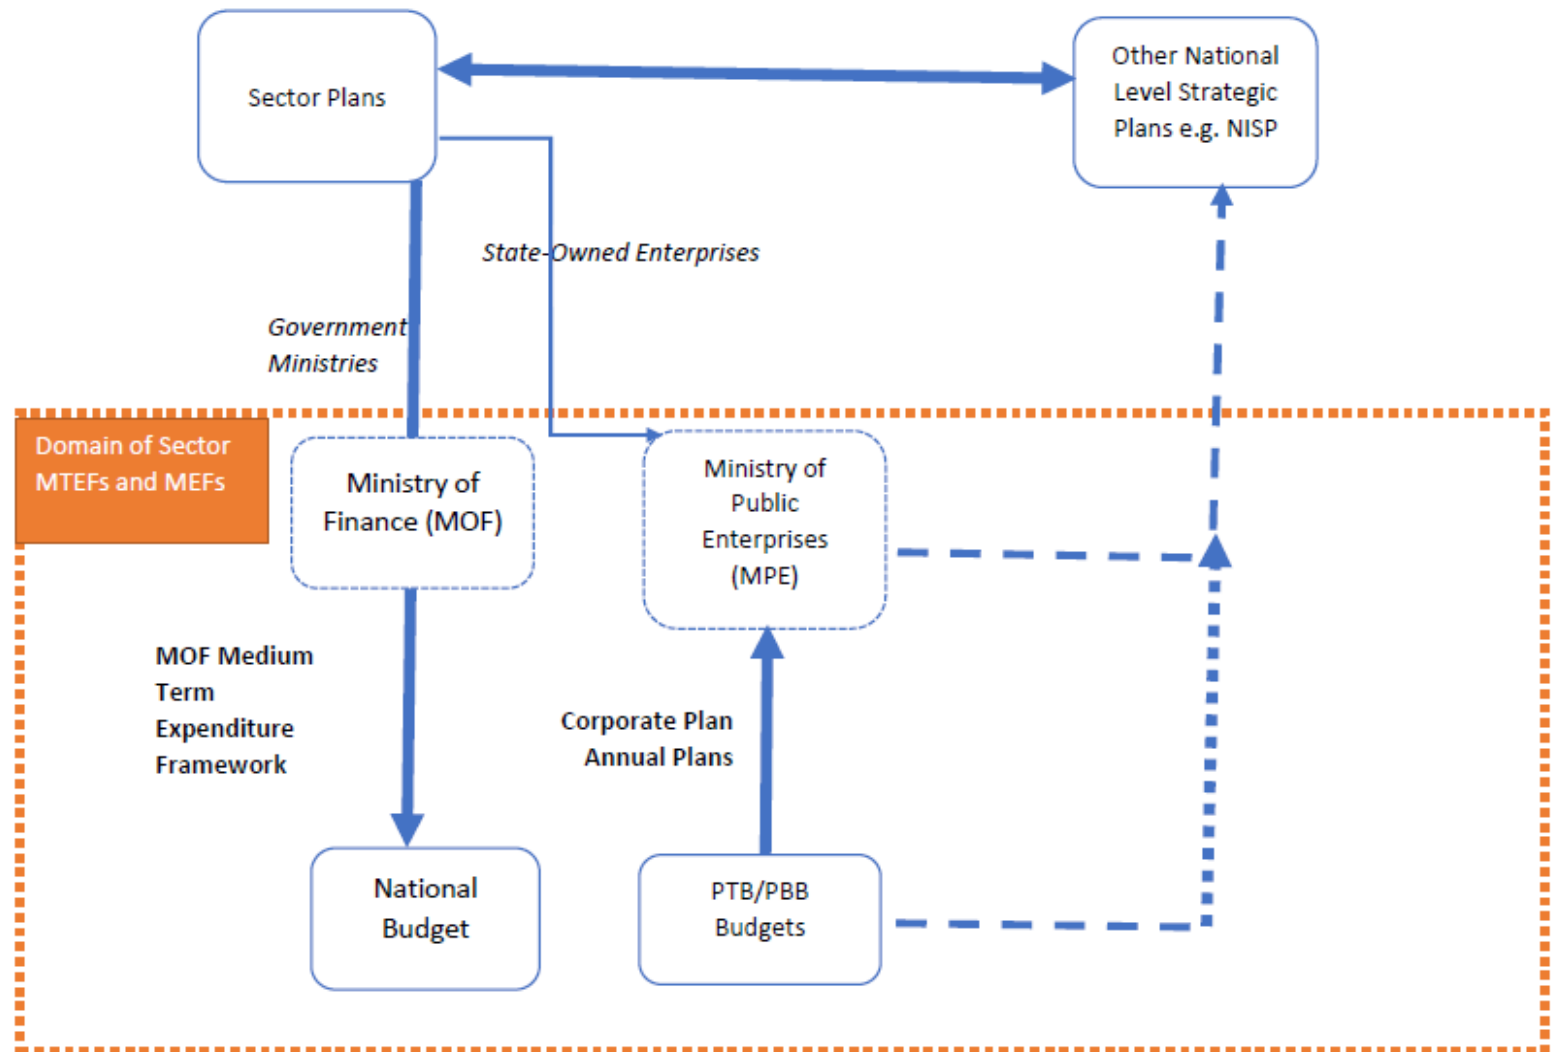 Sector Plans
Other National
Level Strategic
Plans e.g. NISP
State-Owned Enterprises
Government
Ministries
Domain of Sector
MTEFs and MEFs
Ministry of
Finance (MOF)
Ministry of
Public
Enterprises
(MPE)
MOF Medium
Term
Expenditure
Framework
Corporate Plan
Annual Plans
National
Budget
PTB/PBB
Budgets